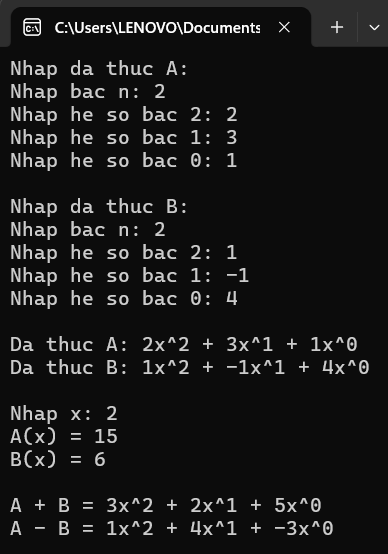 C:\Users\LENOVO\Documents
Nhap da thuc A:
Nhap bac n: 2
Nhap he so bac 2: 2
Nhap he so bac 1: 3
Nhap he so bac 0: 1
Nhap da thuc B:
Nhap bac n: 2
Nhap he so bac 2: 1
Nhap he so bac 1: -1
Nhap he so bac 0: 4
Da thuc A: 2x^2 + 3x^1 + 1x^0
Da thuc B: 1x^2 + -1x^1 + 4x^0
Nhap x: 2
A(x) = 15
B(x) = 6
A + B = 3x^2 + 2x^1 + 5x^0
A - B = 1x^2 + 4x^1 + -3x^0